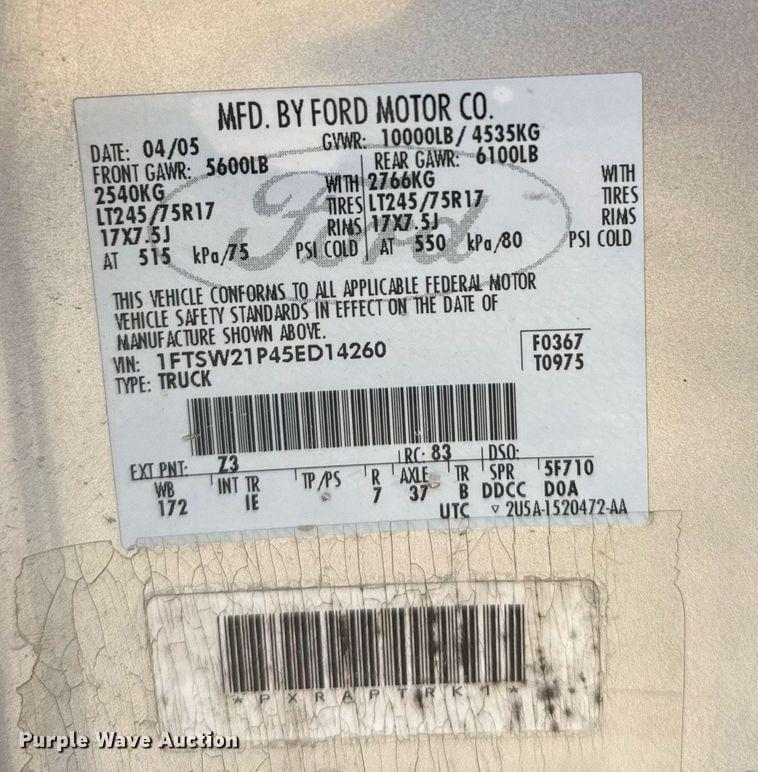 MFD. BY FORD MOTOR CO.
DATE: 04/05 GVWR: 10000LB/ 4535KG
FRONT GAWR: 5600LB REAR GAWR: 6100LB
2540KG WITH 2766KG WITH
LT245/75R17 TIRES LT245/75R17 TIRES
17X7.5J RIMS 17X7.5J RIMS
AT 515 kPa/75 PSI COLD AT 550 kPa/80 PSI COLD
Ford
THIS VEHICLE CONFORMS TO ALL APPLICABLE FEDERAL MOTOR
VEHICLE SAFETY STANDARDS IN EFFECT ON THE DATE OF
MANUFACTURE SHOWN ABOVE.
VIN: 1FTSW21P45ED14260 F0367
TYPE: TRUCK T0975
EXT PNT: Z3 RC: 83 DSO:
WB INT TR TP/PS R AXLE TR SPR 5F710
172 IE 7 37 B DDCC D0A
UTC ▽ 2U5A-1520472-AA
*PXRAPTRK1*
Purple Wave Auction